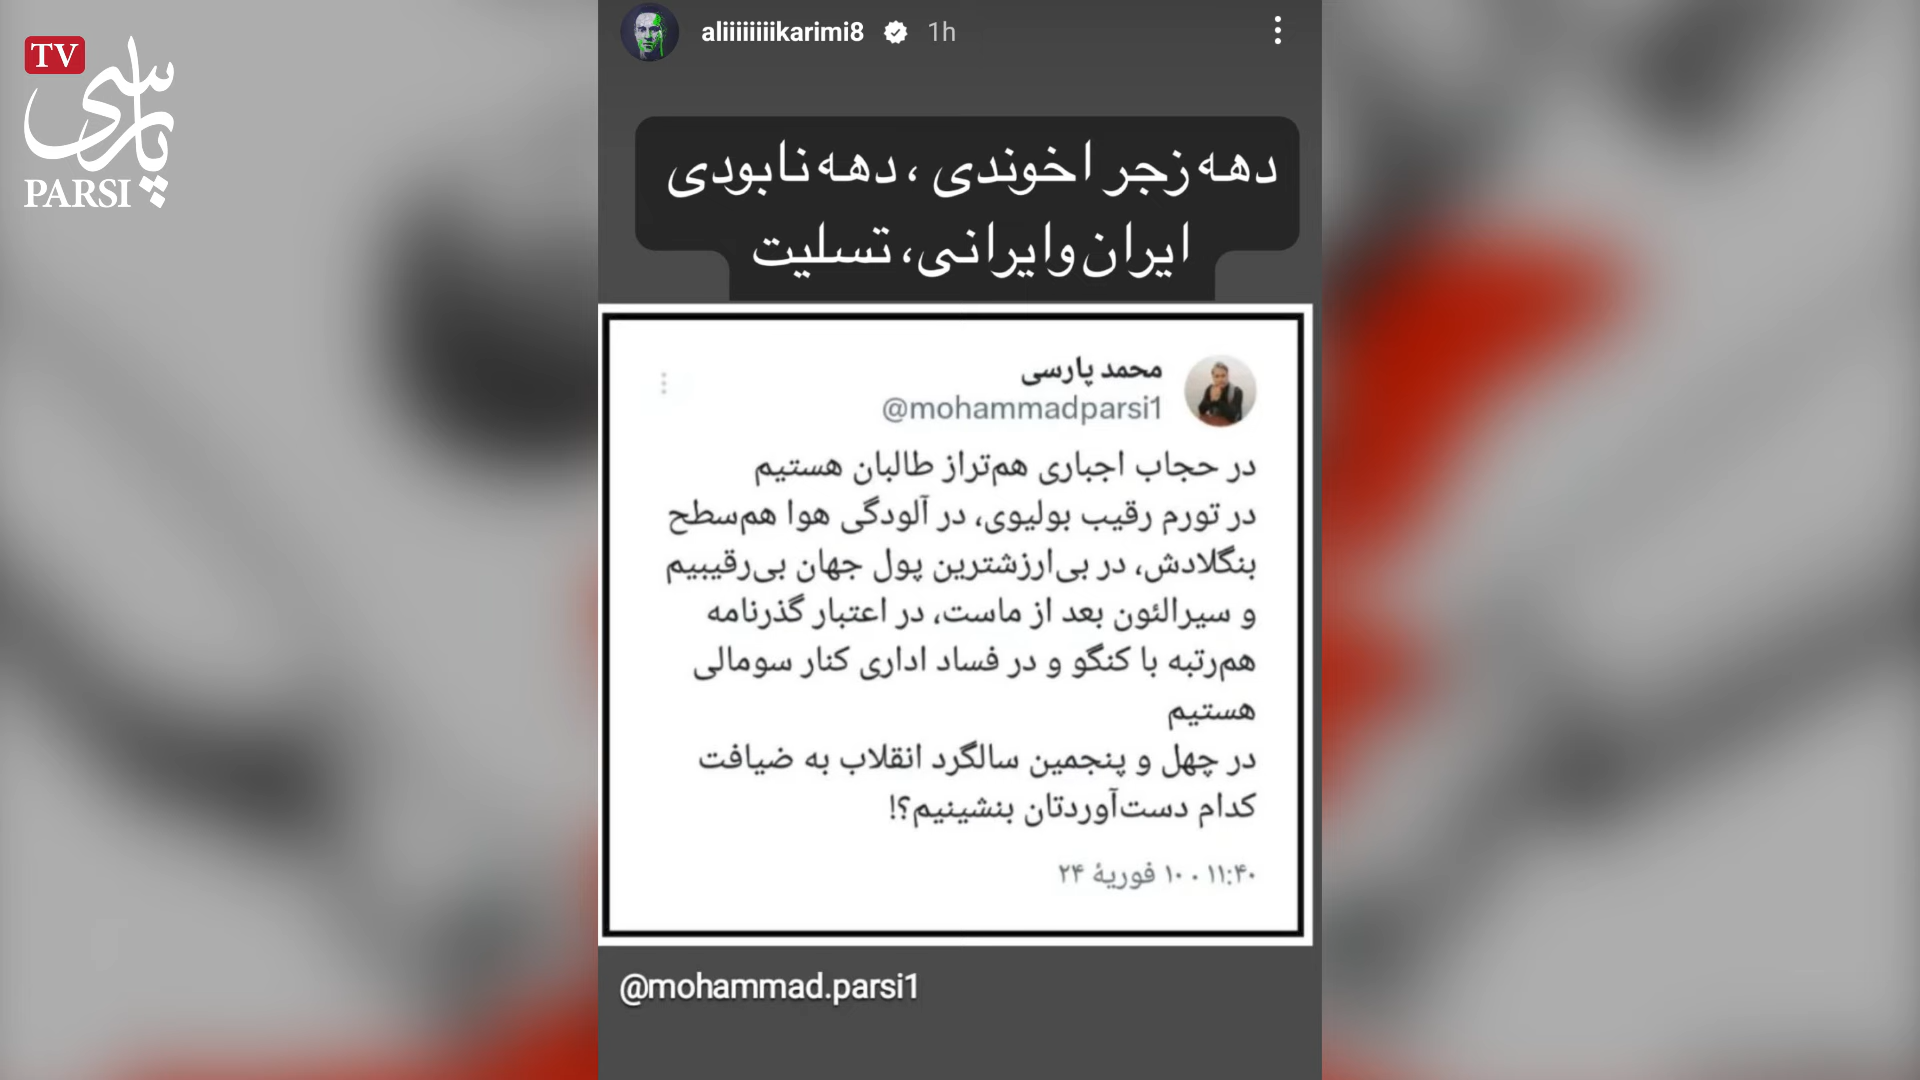 TV
پارسی
PARSI
aliiiiiiiiikarimi8 1h
دهه زجر اخوندی ، دهه نابودی
ایران وایرانی، تسلیت
محمد پارسی
@mohammadparsi1
در حجاب اجباری هم‌تراز طالبان هستیم
در تورم رقیب بولیوی، در آلودگی هوا هم‌سطح
بنگلادش، در بی‌ارزشترین پول جهان بی‌رقیبیم
و سیرالئون بعد از ماست، در اعتبار گذرنامه
هم‌رتبه با کنگو و در فساد اداری کنار سومالی
هستیم
در چهل و پنجمین سالگرد انقلاب به ضیافت
کدام دست‌آوردتان بنشینیم؟!
۱۱:۴۰ · ۱۰ فوریهٔ ۲۴
@mohammad.parsi1